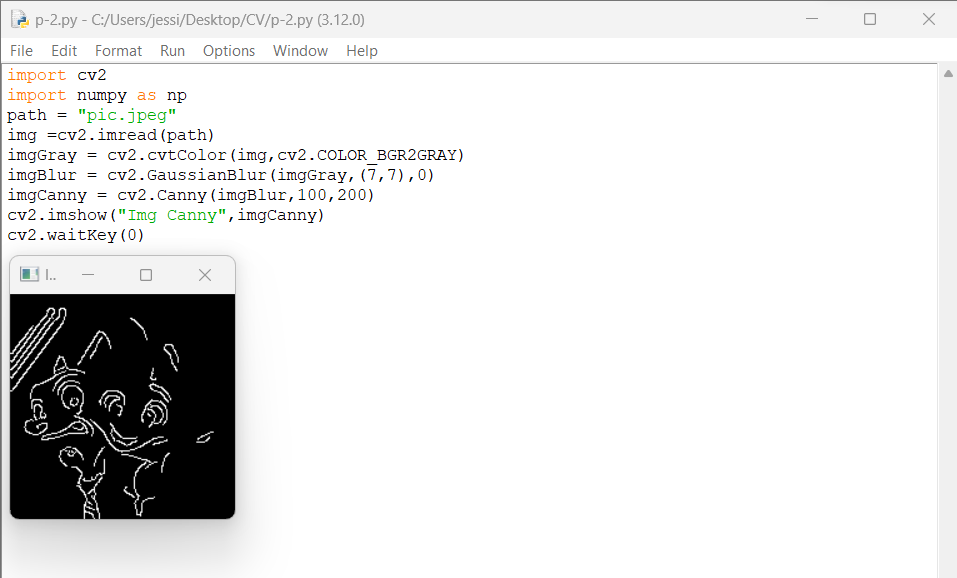 p-2.py - C:/Users/jessi/Desktop/CV/p-2.py (3.12.0)
File Edit Format Run Options Window Help
import cv2
import numpy as np
path = "pic.jpeg"
img =cv2.imread(path)
imgGray = cv2.cvtColor(img,cv2.COLOR_BGR2GRAY)
imgBlur = cv2.GaussianBlur(imgGray,(7,7),0)
imgCanny = cv2.Canny(imgBlur,100,200)
cv2.imshow("Img Canny",imgCanny)
cv2.waitKey(0)
I..